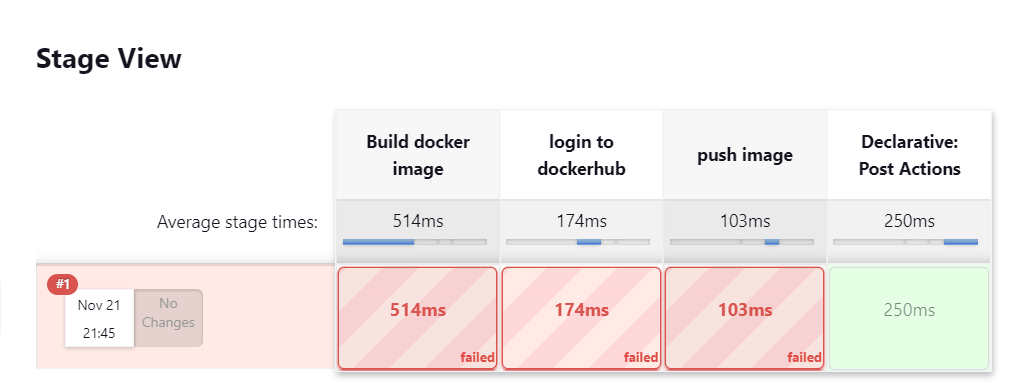 Stage View
Build docker image
login to dockerhub
push image
Declarative: Post Actions
Average stage times:
514ms
174ms
103ms
250ms
#1
Nov 21
21:45
No Changes
514ms
failed
174ms
failed
103ms
failed
250ms